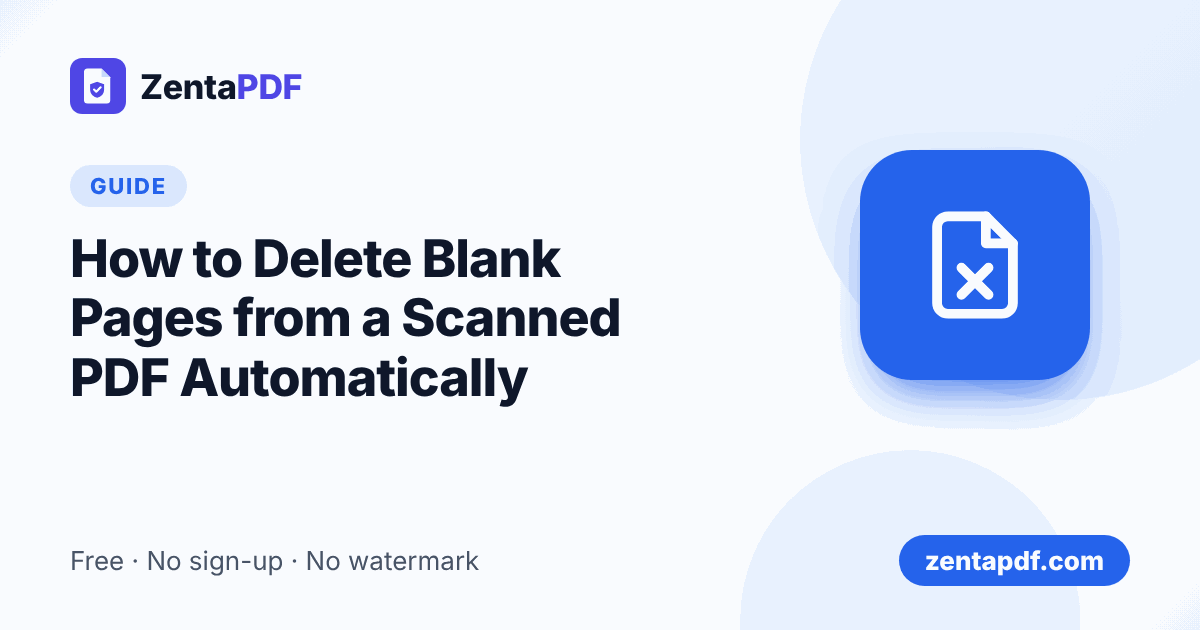 ZentaPDF
GUIDE
How to Delete Blank
Pages from a Scanned
PDF Automatically
Free · No sign-up · No watermark
zentapdf.com